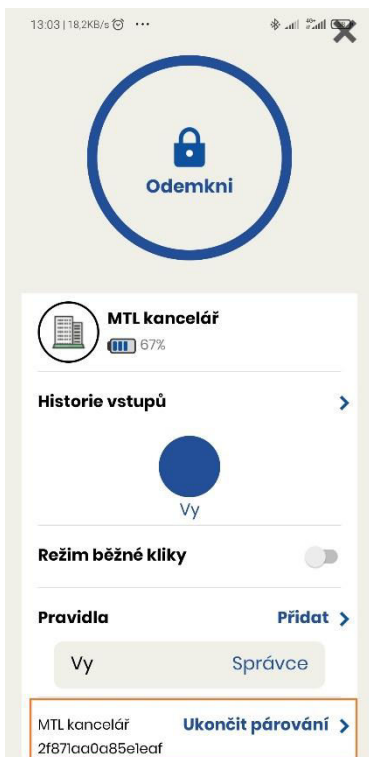 13:03 | 18,2KB/s
Odemkni
MTL kancelář
67%
Historie vstupů
Vy
Režim běžné kliky
Pravidla Přidat
Vy Správce
MTL kancelář Ukončit párování
2f871aa0a85e1eaf